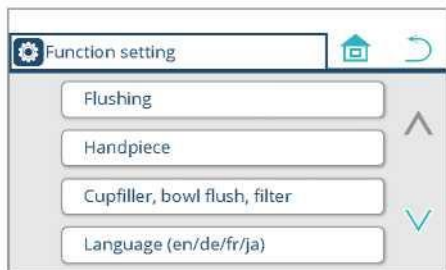 Function setting
Flushing
Handpiece
Cupfiller, bowl flush, filter
Language (en/de/fr/ja)